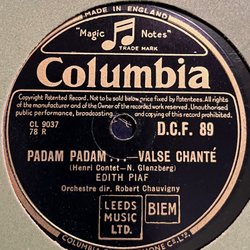 MADE IN ENGLAND
"Magic Notes"
TRADE MARK
Columbia
Copyright Patented Record. Not to be sold below price fixed by Patentees. All rights
of the manufacturer and of the Owner of the recorded work reserved. Unauthorised
public performance, broadcasting and copying of this record prohibited.
CL 9037
78 R
D.C.F. 89
PADAM PADAM . . .—VALSE CHANTÉ
(Henri Contet—N. Glanzberg)
EDITH PIAF
Orchestre dir. Robert Chauvigny
LEEDS
MUSIC
LTD.
BIEM